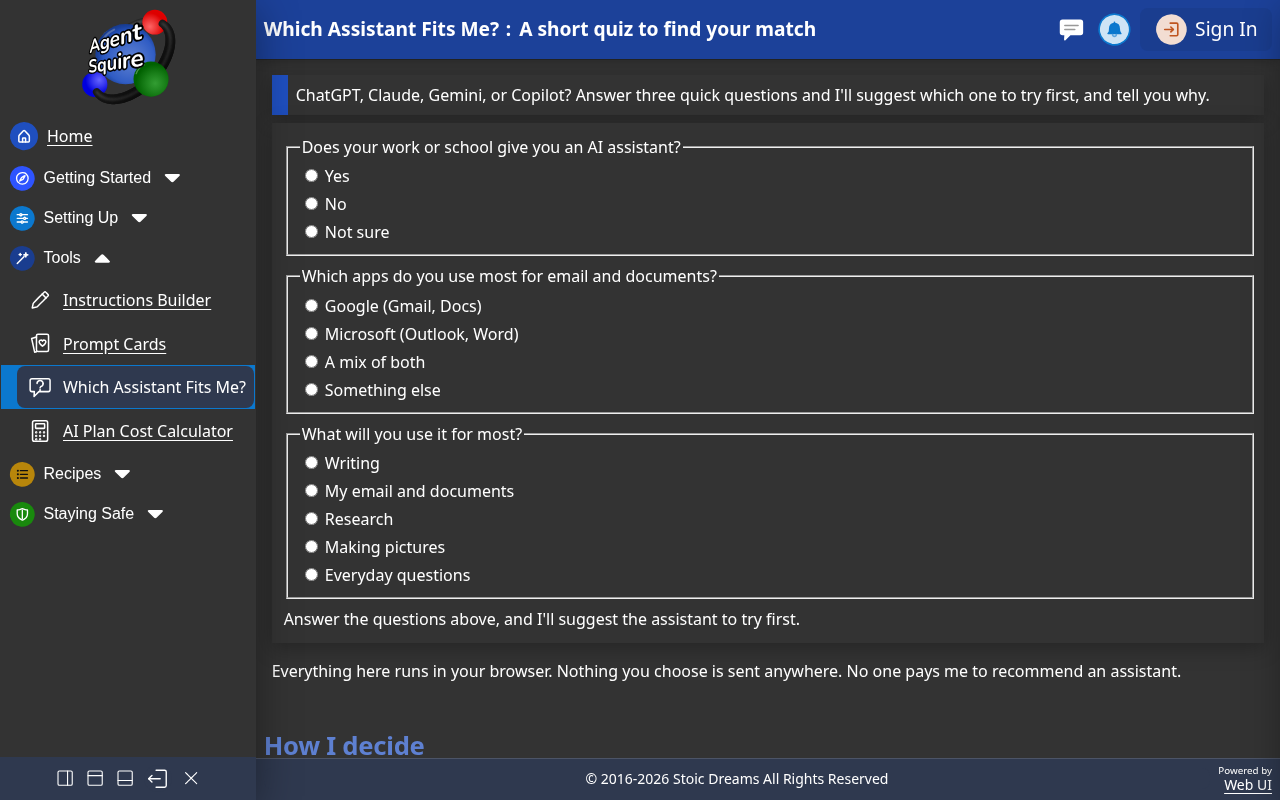 Agent
Squire
Home
Getting Started
Setting Up
Tools
Instructions Builder
Prompt Cards
Which Assistant Fits Me?
AI Plan Cost Calculator
Recipes
Staying Safe
Which Assistant Fits Me? : A short quiz to find your match
Sign In
ChatGPT, Claude, Gemini, or Copilot? Answer three quick questions and I'll suggest which one to try first, and tell you why.
Does your work or school give you an AI assistant?
Yes
No
Not sure
Which apps do you use most for email and documents?
Google (Gmail, Docs)
Microsoft (Outlook, Word)
A mix of both
Something else
What will you use it for most?
Writing
My email and documents
Research
Making pictures
Everyday questions
Answer the questions above, and I'll suggest the assistant to try first.
Everything here runs in your browser. Nothing you choose is sent anywhere. No one pays me to recommend an assistant.
How I decide
© 2016-2026 Stoic Dreams All Rights Reserved
Powered by
Web UI